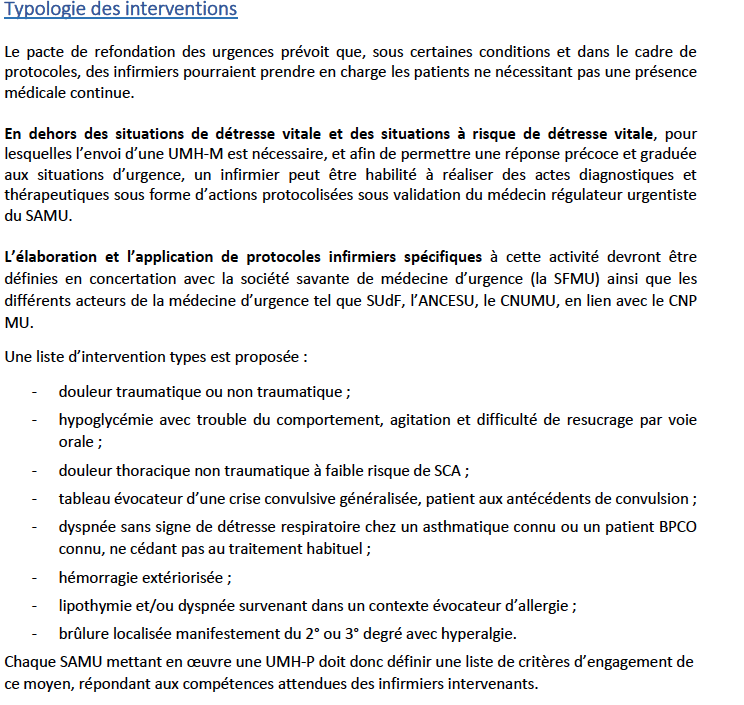 Typologie des interventions
Le pacte de refondation des urgences prévoit que, sous certaines conditions et dans le cadre de
protocoles, des infirmiers pourraient prendre en charge les patients ne nécessitant pas une présence
médicale continue.
En dehors des situations de détresse vitale et des situations à risque de détresse vitale, pour
lesquelles l’envoi d’une UMH-M est nécessaire, et afin de permettre une réponse précoce et graduée
aux situations d’urgence, un infirmier peut être habilité à réaliser des actes diagnostiques et
thérapeutiques sous forme d’actions protocolisées sous validation du médecin régulateur urgentiste
du SAMU.
L’élaboration et l’application de protocoles infirmiers spécifiques à cette activité devront être
définies en concertation avec la société savante de médecine d’urgence (la SFMU) ainsi que les
différents acteurs de la médecine d’urgence tel que SUdF, l’ANCESU, le CNUMU, en lien avec le CNP
MU.
Une liste d’intervention types est proposée :
- douleur traumatique ou non traumatique ;
- hypoglycémie avec trouble du comportement, agitation et difficulté de resucrage par voie
orale ;
- douleur thoracique non traumatique à faible risque de SCA ;
- tableau évocateur d’une crise convulsive généralisée, patient aux antécédents de convulsion ;
- dyspnée sans signe de détresse respiratoire chez un asthmatique connu ou un patient BPCO
connu, ne cédant pas au traitement habituel ;
- hémorragie extériorisée ;
- lipothymie et/ou dyspnée survenant dans un contexte évocateur d’allergie ;
- brûlure localisée manifestement du 2° ou 3° degré avec hyperalgie.
Chaque SAMU mettant en œuvre une UMH-P doit donc définir une liste de critères d’engagement de
ce moyen, répondant aux compétences attendues des infirmiers intervenants.